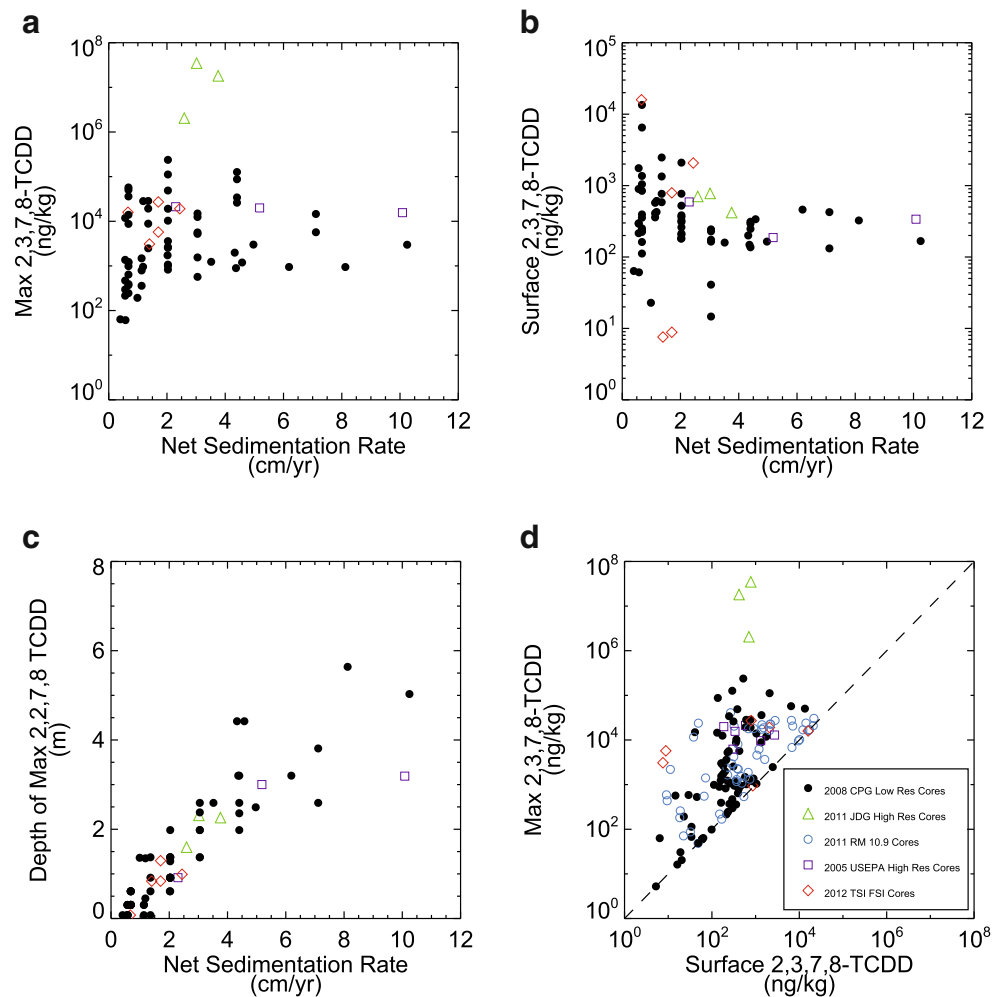 a
10^8
10^6
10^4
10^2
10^0
Max 2,3,7,8-TCDD
(ng/kg)
0 2 4 6 8 10 12
Net Sedimentation Rate
(cm/yr)
b
10^5
10^4
10^3
10^2
10^1
10^0
Surface 2,3,7,8-TCDD
(ng/kg)
0 2 4 6 8 10 12
Net Sedimentation Rate
(cm/yr)
c
8
6
4
2
0
Depth of Max 2,2,7,8 TCDD
(m)
0 2 4 6 8 10 12
Net Sedimentation Rate
(cm/yr)
d
10^8
10^6
10^4
10^2
10^0
Max 2,3,7,8-TCDD
(ng/kg)
2008 CPG Low Res Cores
2011 JDG High Res Cores
2011 RM 10.9 Cores
2005 USEPA High Res Cores
2012 TSI FSI Cores
10^0 10^2 10^4 10^6 10^8
Surface 2,3,7,8-TCDD
(ng/kg)